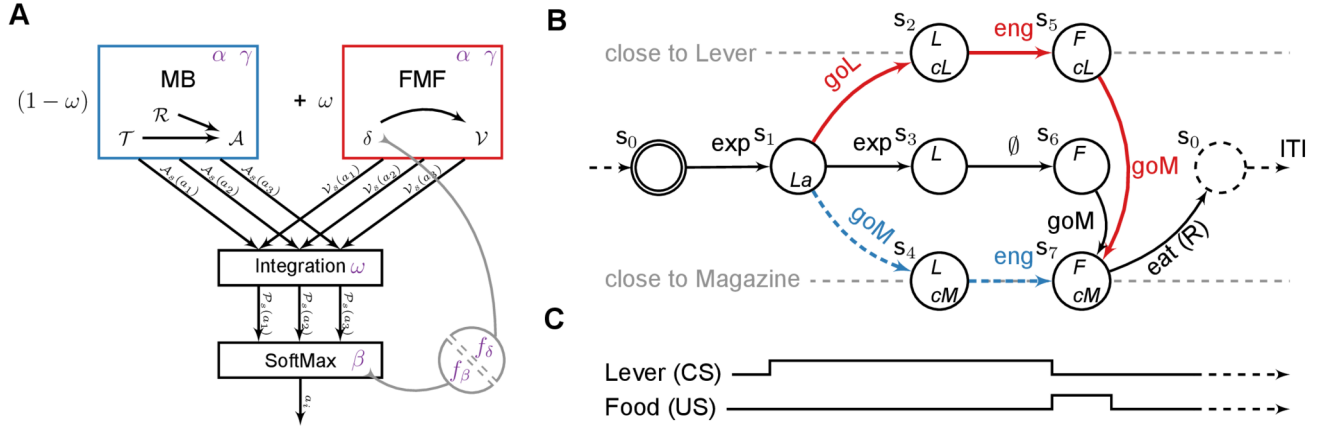 A
α γ
MB
(1 − ω)
ℛ
𝒯
𝒜
+ ω
α γ
FMF
δ
𝒱
𝒜s(a1)
𝒜s(a2)
𝒜s(a3)
𝒱s(a1)
𝒱s(a2)
𝒱s(a3)
Integration ω
𝒫s(a1)
𝒫s(a2)
𝒫s(a3)
SoftMax β
fδ
fβ
ai
B
close to Lever
s2
L
cL
eng
s5
F
cL
goL
s0
exp
s1
La
exp
s3
L
∅
s6
F
s0
ITI
goM
goM
goM
eat (R)
close to Magazine
s4
L
cM
eng
s7
F
cM
C
Lever (CS)
Food (US)